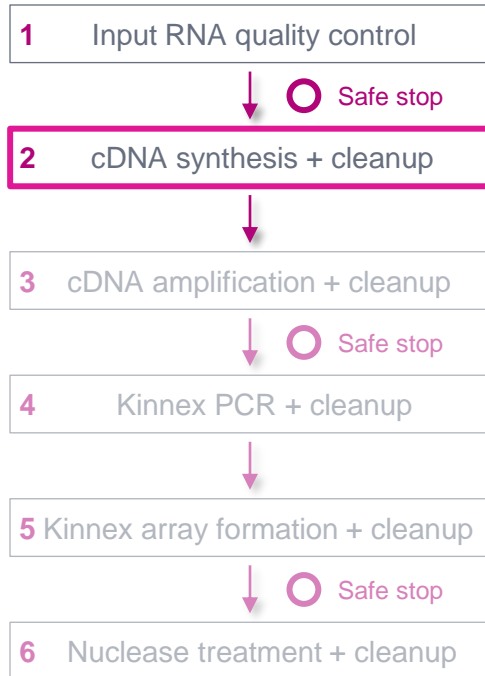 1 Input RNA quality control
Safe stop
2 cDNA synthesis + cleanup
3 cDNA amplification + cleanup
Safe stop
4 Kinnex PCR + cleanup
5 Kinnex array formation + cleanup
Safe stop
6 Nuclease treatment + cleanup